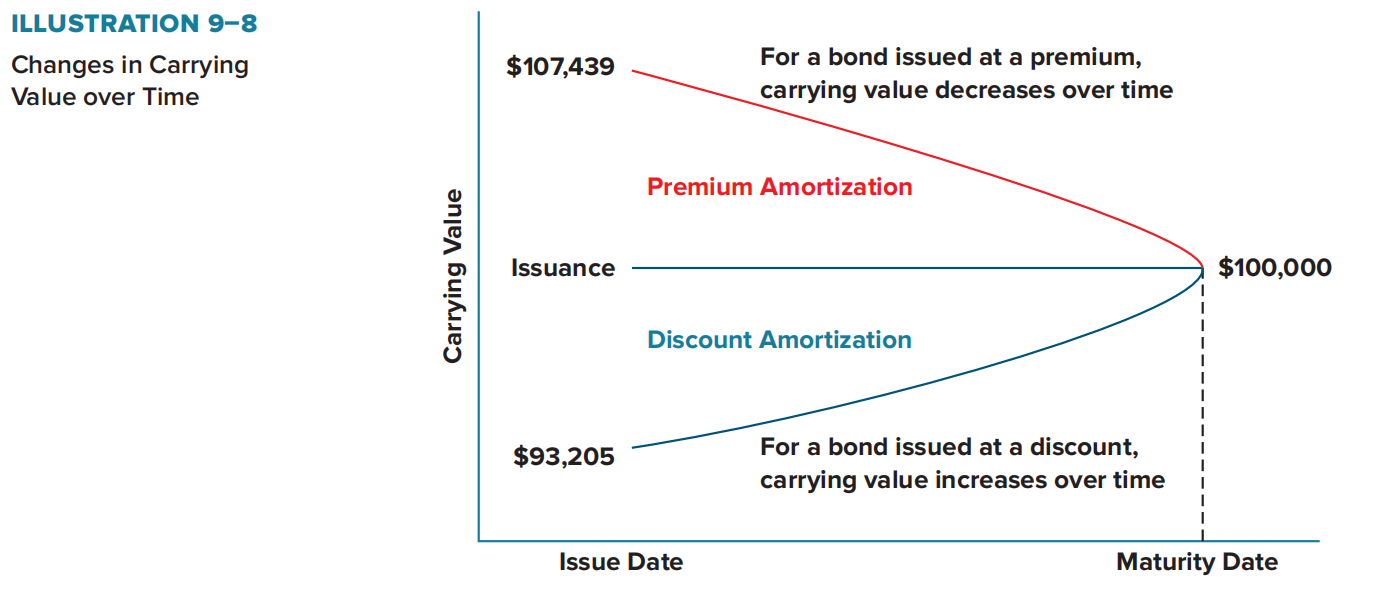 ILLUSTRATION 9–8
Changes in Carrying
Value over Time
$107,439
For a bond issued at a premium,
carrying value decreases over time
Premium Amortization
Carrying Value
Issuance
$100,000
Discount Amortization
$93,205
For a bond issued at a discount,
carrying value increases over time
Issue Date
Maturity Date